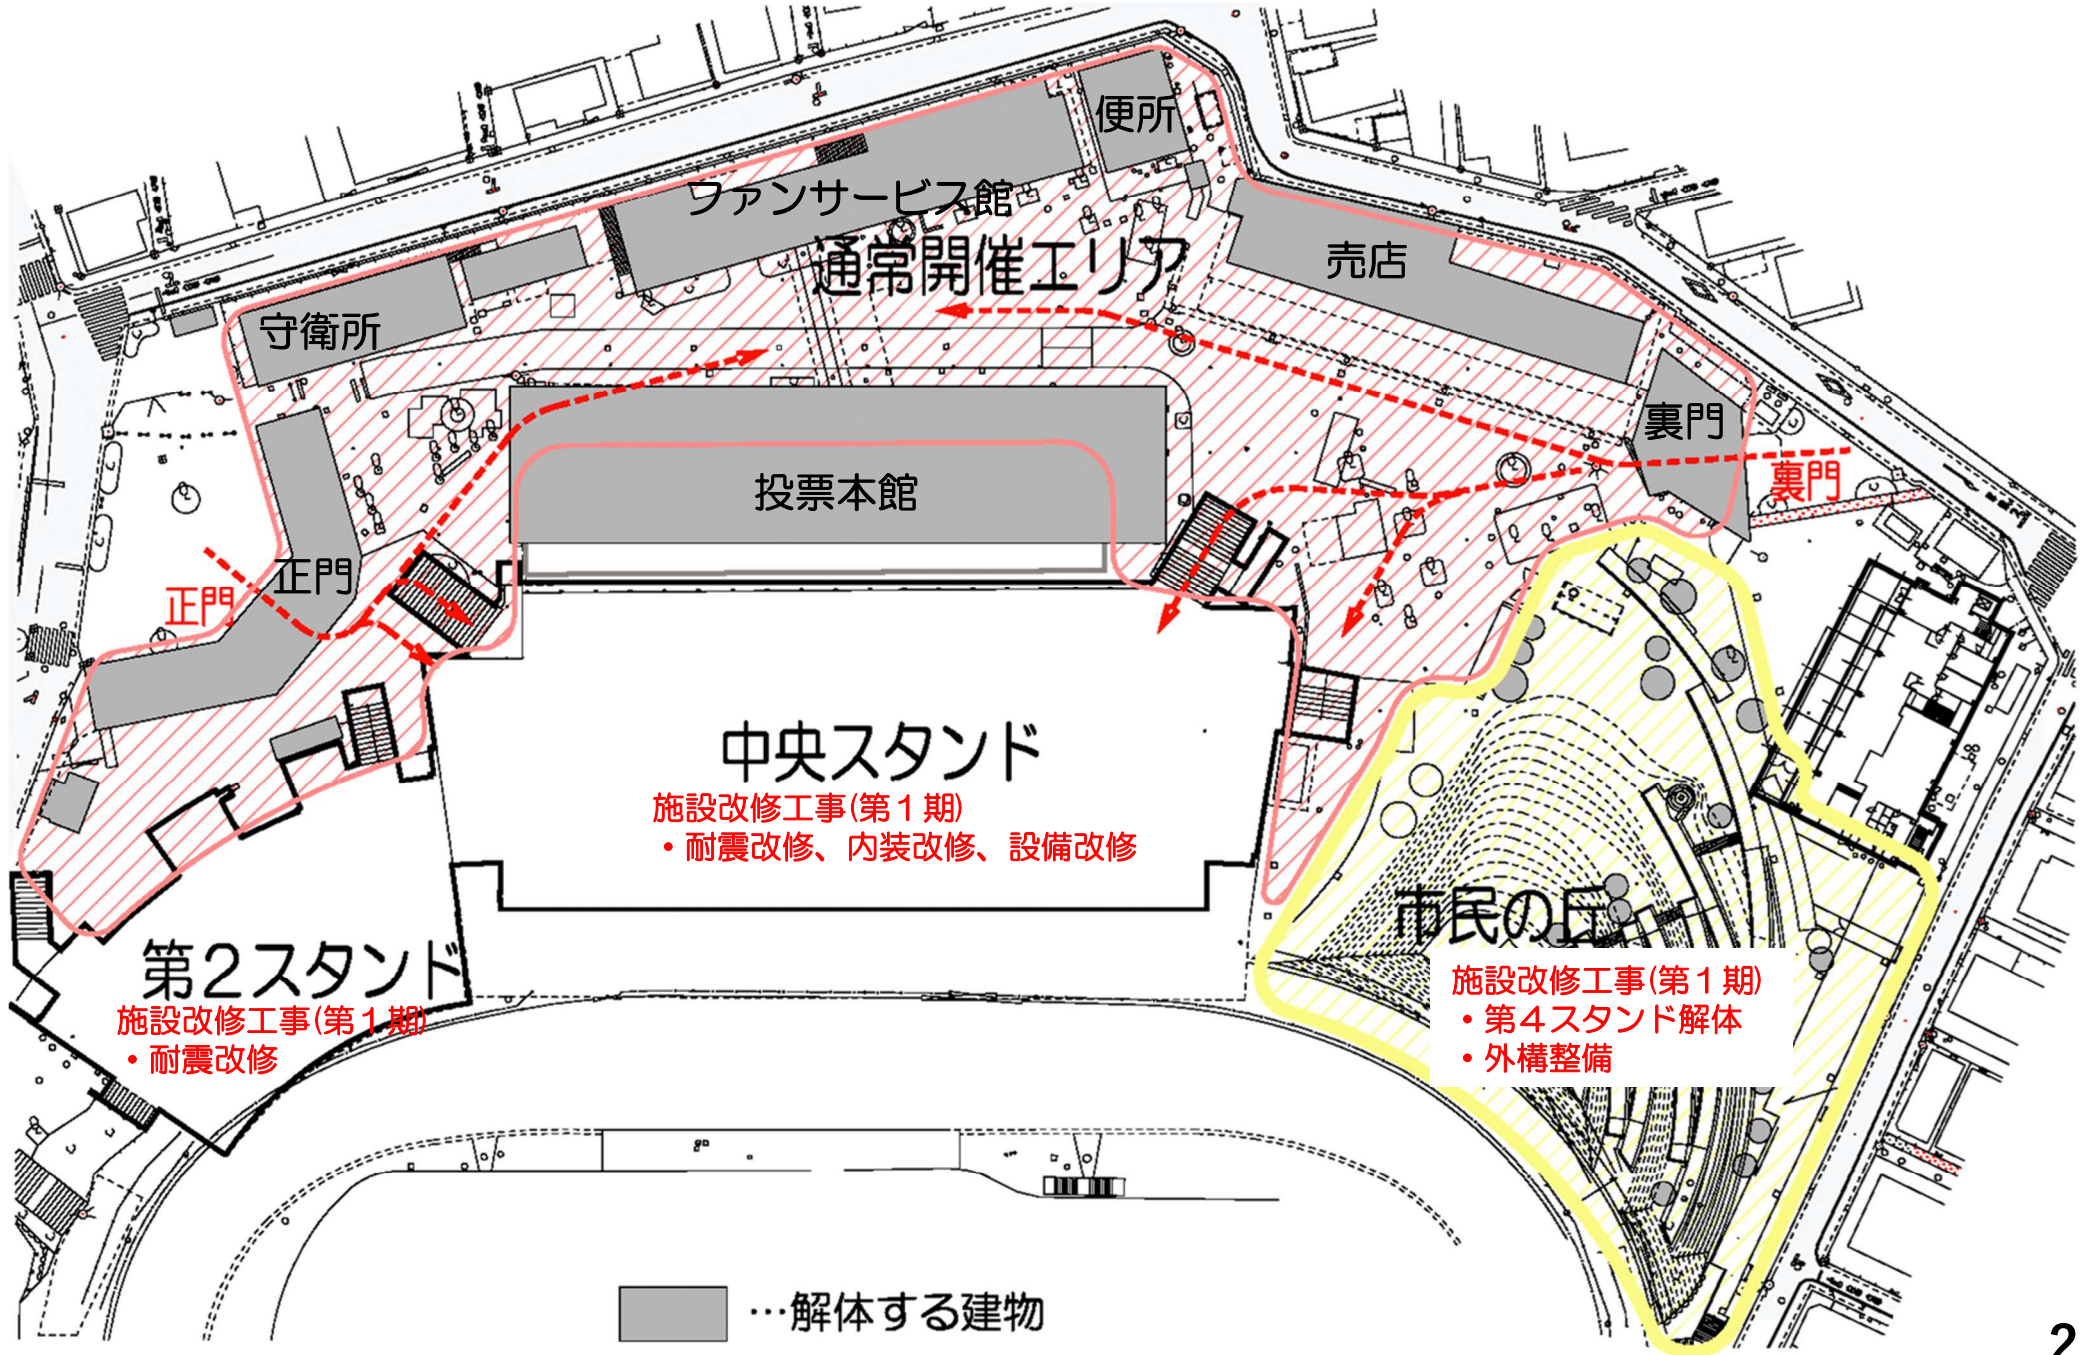 便所
ファンサービス館
通常開催エリア
売店
守衛所
裏門
裏門
投票本館
正門
正門
中央スタンド
施設改修工事(第１期)
・耐震改修、内装改修、設備改修
市民の丘
第２スタンド
施設改修工事(第１期)
・耐震改修
施設改修工事(第１期)
・第４スタンド解体
・外構整備
…解体する建物
2